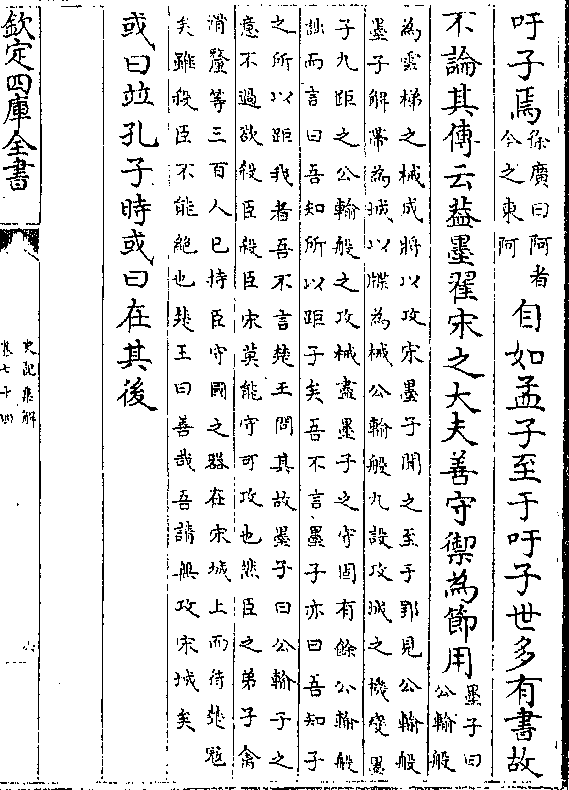 吁子焉徐廣曰阿者今之東阿自如孟子至于吁子世多有書故
不論其傳云葢墨翟宋之大夫善守禦為節用墨子曰公輸般
為雲梯之械成將以攻宋墨子聞之至于郢見公輸般
墨子解帶為城以牒為械公輸般九設攻城之機變墨
子九距之公輸般之攻械盡墨子之守固有餘公輸般
詘而言曰吾知所以距子矣吾不言墨子亦曰吾知子
之所以距我者吾不言楚王問其故墨子曰公輸子之
意不過欲殺臣殺臣宋莫能守可攻也然臣之弟子禽
滑釐等三百人已持臣守國之器在宋城上而待楚寇
矣雖殺臣不能絶也楚王曰善哉吾請無攻宋城矣
或曰竝孔子時或曰在其後
欽定四庫全書
史記集解
卷七十四